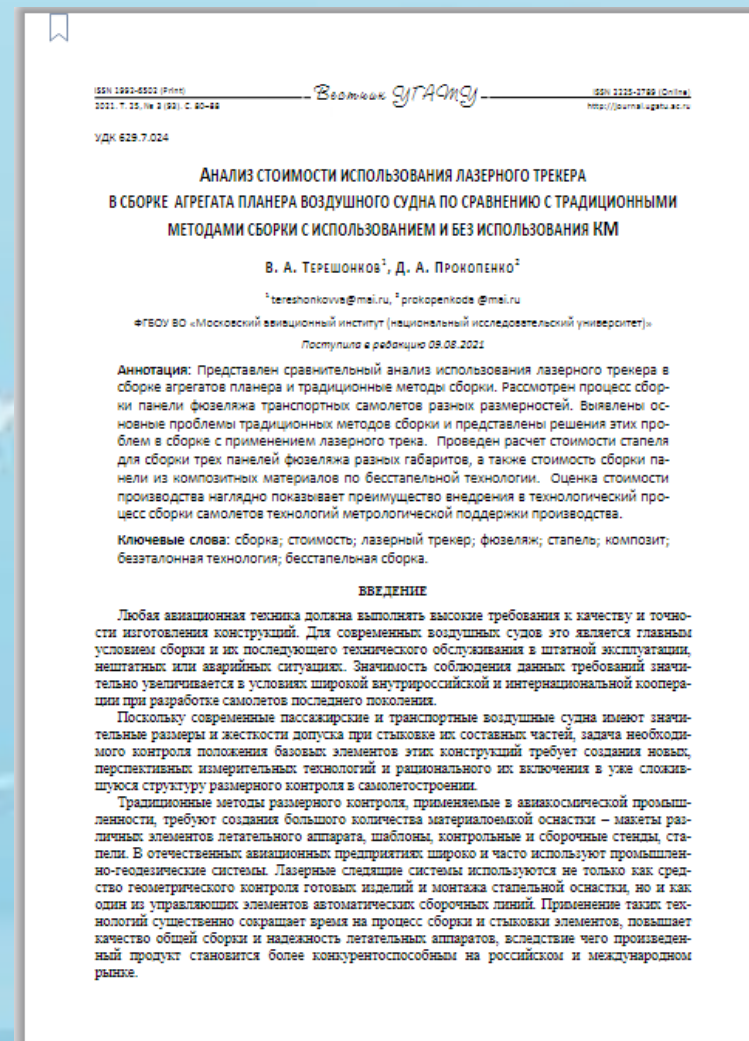 ISSN 1992-6502 (Print)
Вестник УГАТУ
ISSN 2225-2789 (Online)
2021. Т. 25, № 3 (93). С. 80–88
http://journal.ugatu.ac.ru
УДК 629.7.024
АНАЛИЗ СТОИМОСТИ ИСПОЛЬЗОВАНИЯ ЛАЗЕРНОГО ТРЕКЕРА
В СБОРКЕ АГРЕГАТА ПЛАНЕРА ВОЗДУШНОГО СУДНА ПО СРАВНЕНИЮ С ТРАДИЦИОННЫМИ
МЕТОДАМИ СБОРКИ С ИСПОЛЬЗОВАНИЕМ И БЕЗ ИСПОЛЬЗОВАНИЯ КМ
В. А. ТЕРЕШОНКОВ¹, Д. А. ПРОКОПЕНКО²
¹ tereshonkovva@mai.ru, ² prokopenkoda @mai.ru
ФГБОУ ВО «Московский авиационный институт (национальный исследовательский университет)»
Поступила в редакцию 09.08.2021
Аннотация: Представлен сравнительный анализ использования лазерного трекера в
сборке агрегатов планера и традиционные методы сборки. Рассмотрен процесс сбор-
ки панели фюзеляжа транспортных самолетов разных размерностей. Выявлены ос-
новные проблемы традиционных методов сборки и представлены решения этих про-
блем в сборке с применением лазерного трека. Проведен расчет стоимости стапеля
для сборки трех панелей фюзеляжа разных габаритов, а также стоимость сборки па-
нели из композитных материалов по бесстапельной технологии. Оценка стоимости
производства наглядно показывает преимущество внедрения в технологический про-
цесс сборки самолетов технологий метрологической поддержки производства.
Ключевые слова: сборка; стоимость; лазерный трекер; фюзеляж; стапель; композит;
безэталонная технология; бесстапельная сборка.
ВВЕДЕНИЕ
Любая авиационная техника должна выполнять высокие требования к качеству и точно-
сти изготовления конструкций. Для современных воздушных судов это является главным
условием сборки и их последующего технического обслуживания в штатной эксплуатации,
нештатных или аварийных ситуациях. Значимость соблюдения данных требований значи-
тельно увеличивается в условиях широкой внутрироссийской и интернациональной коопера-
ции при разработке самолетов последнего поколения.
Поскольку современные пассажирские и транспортные воздушные судна имеют значи-
тельные размеры и жесткости допуска при стыковке их составных частей, задача необходи-
мого контроля положения базовых элементов этих конструкций требует создания новых,
перспективных измерительных технологий и рационального их включения в уже сложив-
шуюся структуру размерного контроля в самолетостроении.
Традиционные методы размерного контроля, применяемые в авиакосмической промыш-
ленности, требуют создания большого количества материалоемкой оснастки – макеты раз-
личных элементов летательного аппарата, шаблоны, контрольные и сборочные стенды, ста-
пели. В отечественных авиационных предприятиях широко и часто используют промышлен-
но-геодезические системы. Лазерные следящие системы используются не только как сред-
ство геометрического контроля готовых изделий и монтажа стапельной оснастки, но и как
один из управляющих элементов автоматических сборочных линий. Применение таких тех-
нологий существенно сокращает время на процесс сборки и стыковки элементов, повышает
качество общей сборки и надежность летательных аппаратов, вследствие чего произведен-
ный продукт становится более конкурентоспособным на российском и международном
рынке.